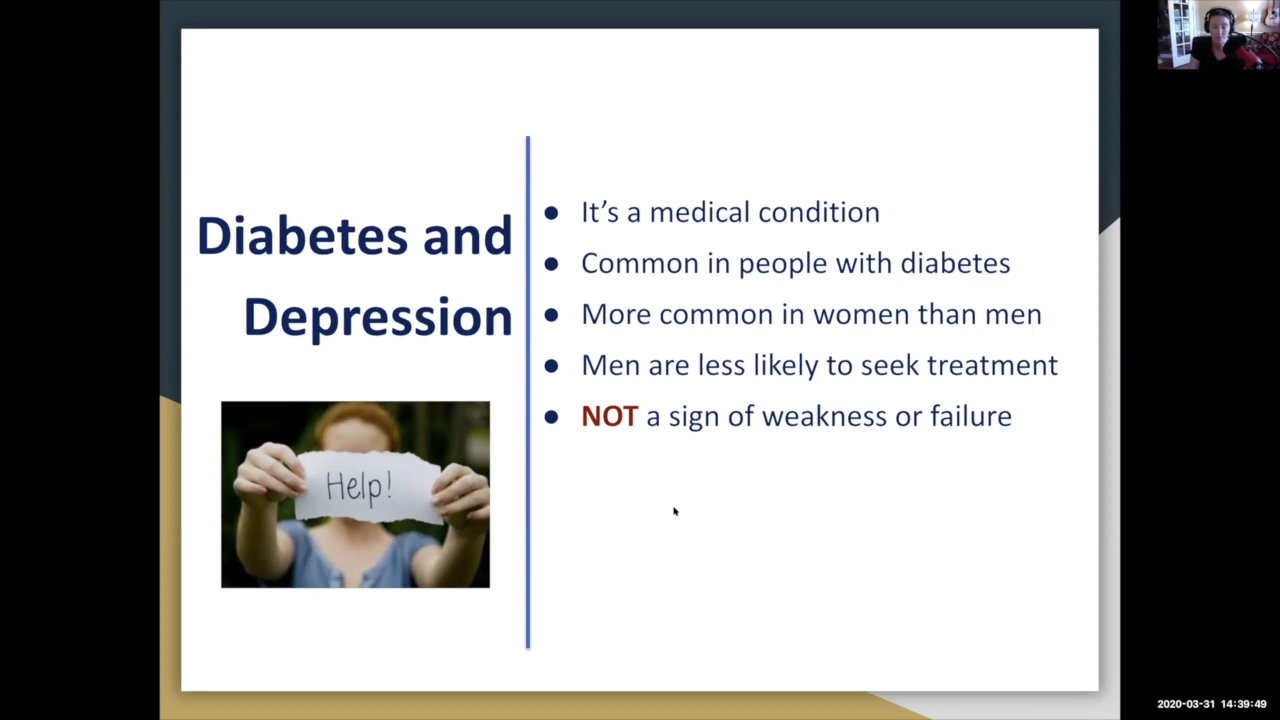 Diabetes and
Depression
Help!
● It’s a medical condition
● Common in people with diabetes
● More common in women than men
● Men are less likely to seek treatment
● NOT a sign of weakness or failure
2020-03-31 14:39:49